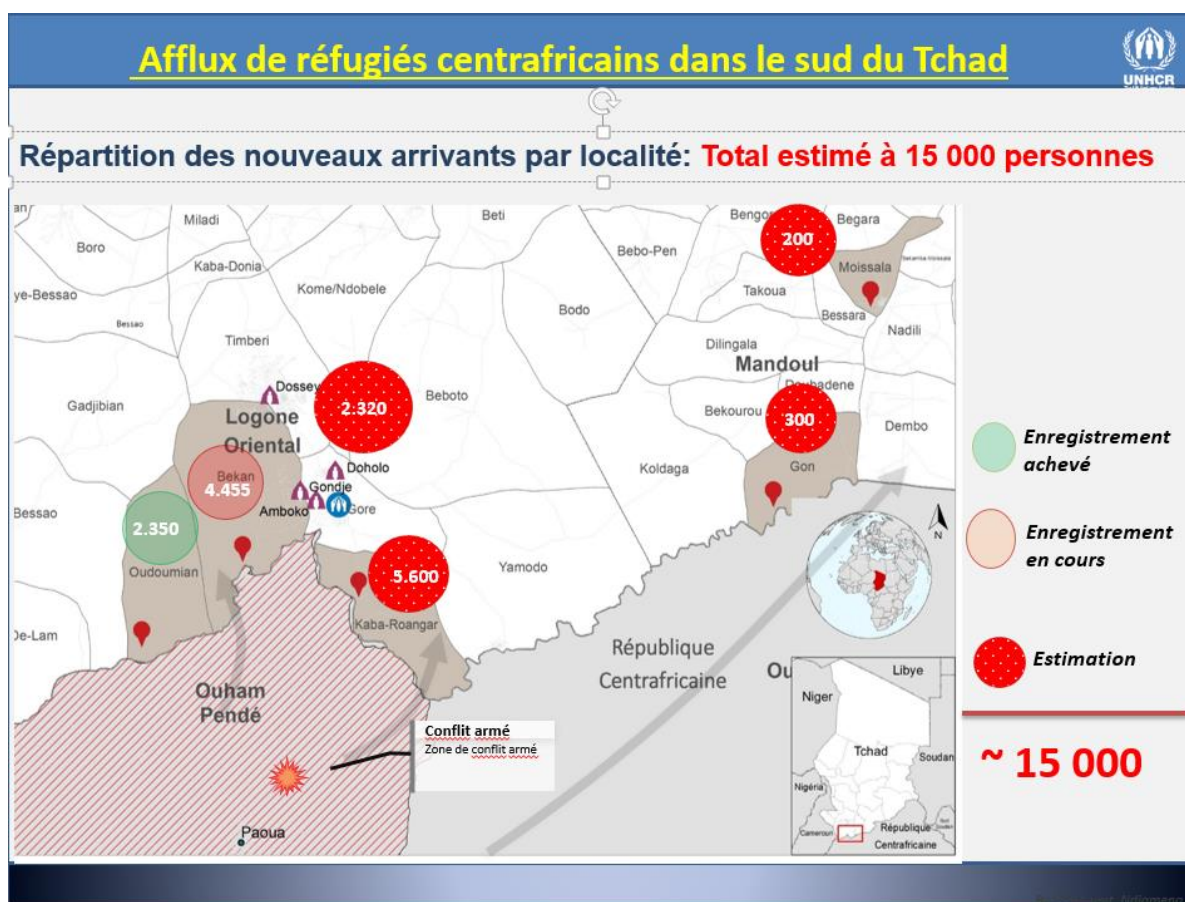 Afflux de réfugiés centrafricains dans le sud du Tchad
UNHCR
Répartition des nouveaux arrivants par localité: Total estimé à 15 000 personnes
Miladi
Beti
Boro
Kaba-Donia
ye-Bessao
Kome/Ndobele
Bessao
Timberi
Bodo
Bebo-Pen
Begara
200
Moissala
Takoua
Bessara
Nadili
Dilingala
Mandoul
Bekourou
300
Dembo
Gon
Koldaga
Dossey
2.320
Beboto
Gadjibian
Logone
Oriental
Bekan
4.455
Doholo
Gondje
Amboko
Gore
Bessao
2.350
Oudoumian
5.600
Yamodo
Kaba-Roangar
De-Lam
N
République
Centrafricaine
Ouham
Pendé
Conflit armé
Zone de conflit armé
Paoua
Libye
Niger
Tchad
Soudan
Nigéria
Cameroun
République
Centrafricaine
Enregistrement
achevé
Enregistrement
en cours
Estimation
~ 15 000